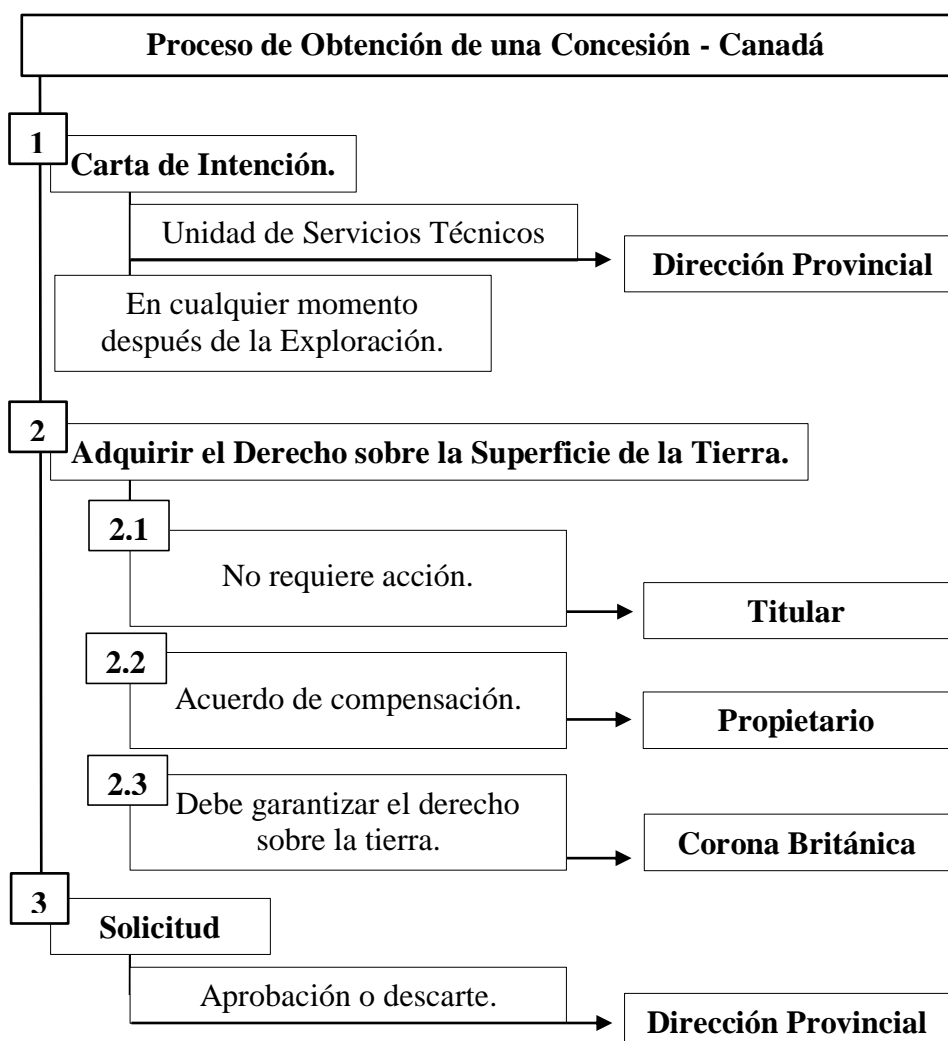 Proceso de Obtención de una Concesión - Canadá
1
Carta de Intención.
Unidad de Servicios Técnicos
Dirección Provincial
En cualquier momento
después de la Exploración.
2
Adquirir el Derecho sobre la Superficie de la Tierra.
2.1
No requiere acción.
Titular
2.2
Acuerdo de compensación.
Propietario
2.3
Debe garantizar el derecho
sobre la tierra.
Corona Británica
3
Solicitud
Aprobación o descarte.
Dirección Provincial